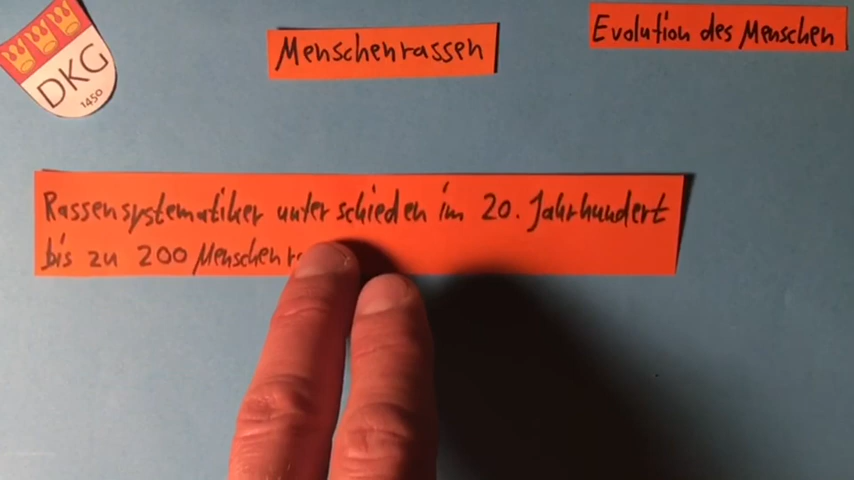 DKG
1450
Menschenrassen
Evolution des Menschen
Rassensystematiker unterschieden im 20. Jahrhundert
bis zu 200